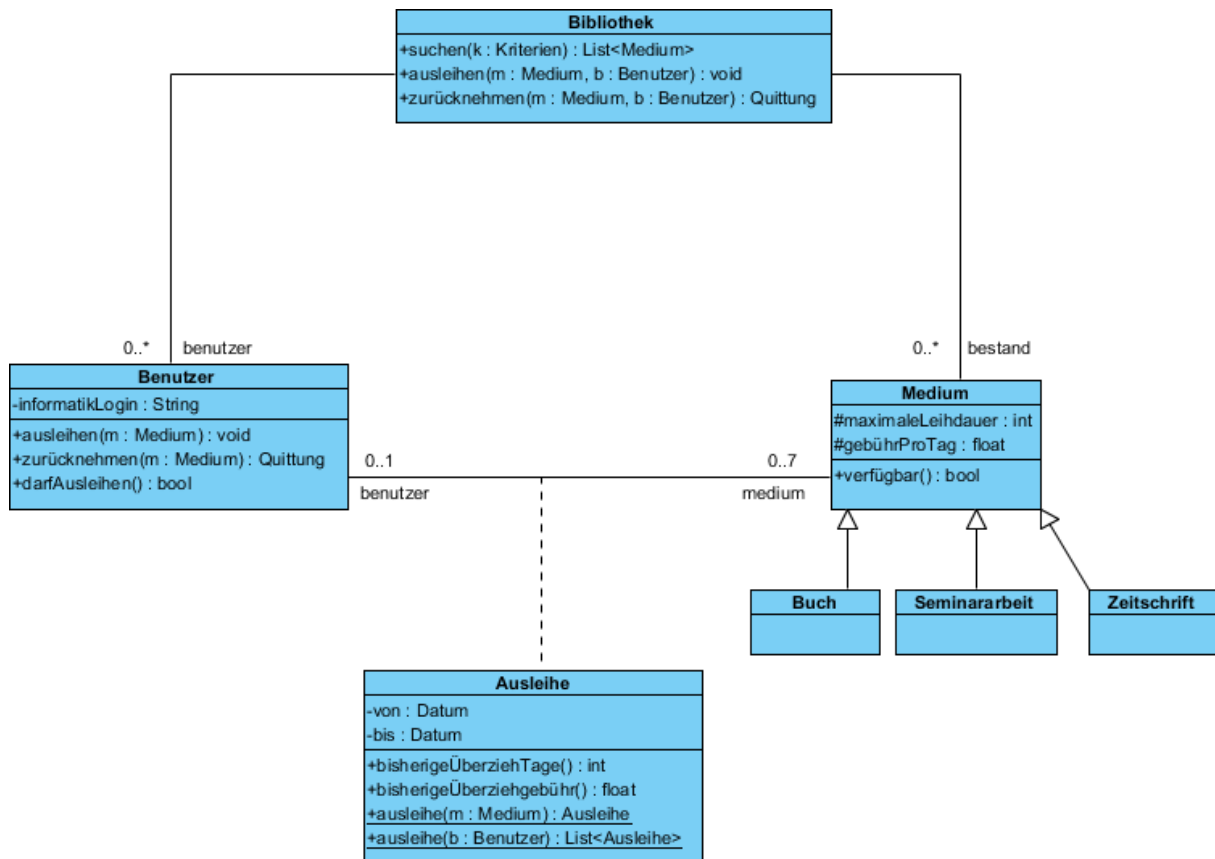 Bibliothek
+suchen(k : Kriterien) : List<Medium>
+ausleihen(m : Medium, b : Benutzer) : void
+zurücknehmen(m : Medium, b : Benutzer) : Quittung
0..* benutzer
0..* bestand
Benutzer
-informatikLogin : String
+ausleihen(m : Medium) : void
+zurücknehmen(m : Medium) : Quittung
+darfAusleihen() : bool
0..1
benutzer
0..7
medium
Medium
#maximaleLeihdauer : int
#gebührProTag : float
+verfügbar() : bool
Buch
Seminararbeit
Zeitschrift
Ausleihe
-von : Datum
-bis : Datum
+bisherigeÜberziehTage() : int
+bisherigeÜberziehgebühr() : float
+ausleihe(m : Medium) : Ausleihe
+ausleihe(b : Benutzer) : List<Ausleihe>